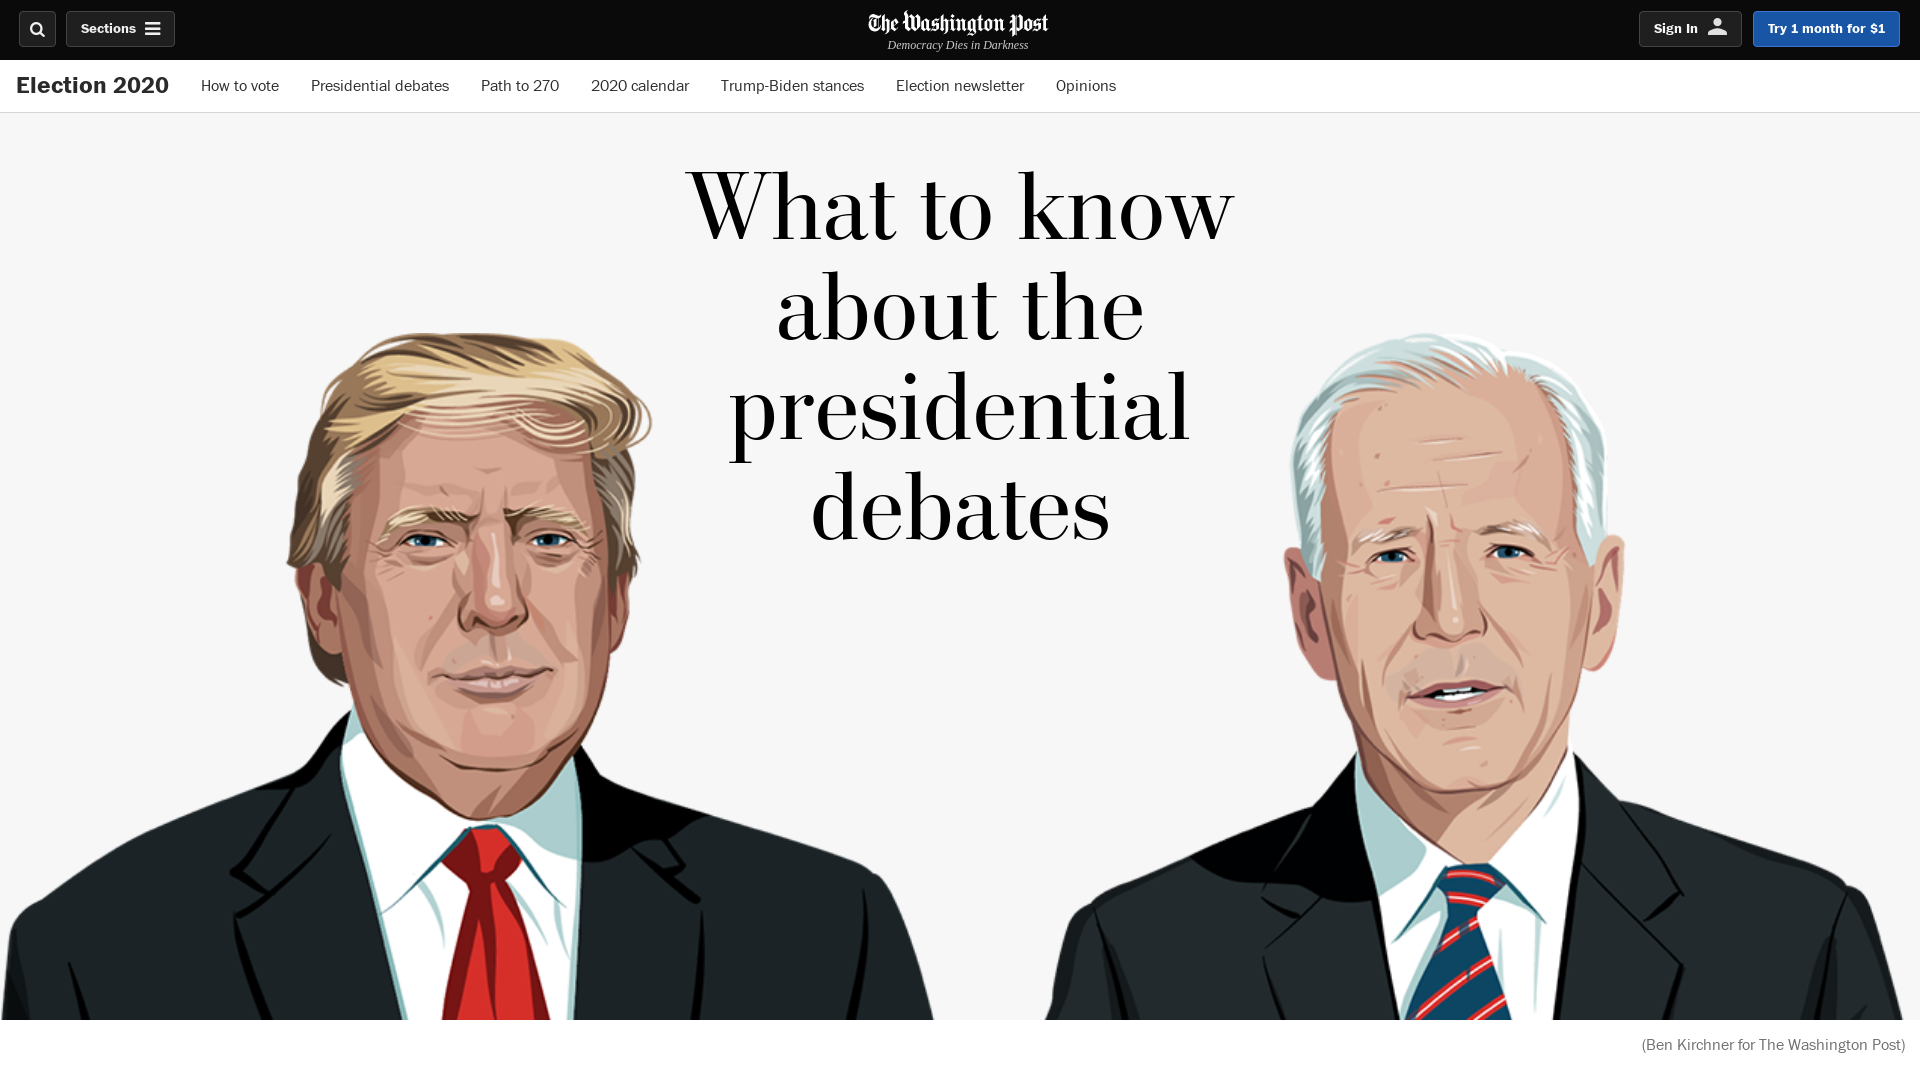 Sections
The Washington Post
Democracy Dies in Darkness
Sign In
Try 1 month for $1
Election 2020
How to vote
Presidential debates
Path to 270
2020 calendar
Trump-Biden stances
Election newsletter
Opinions
What to know
about the
presidential
debates
(Ben Kirchner for The Washington Post)